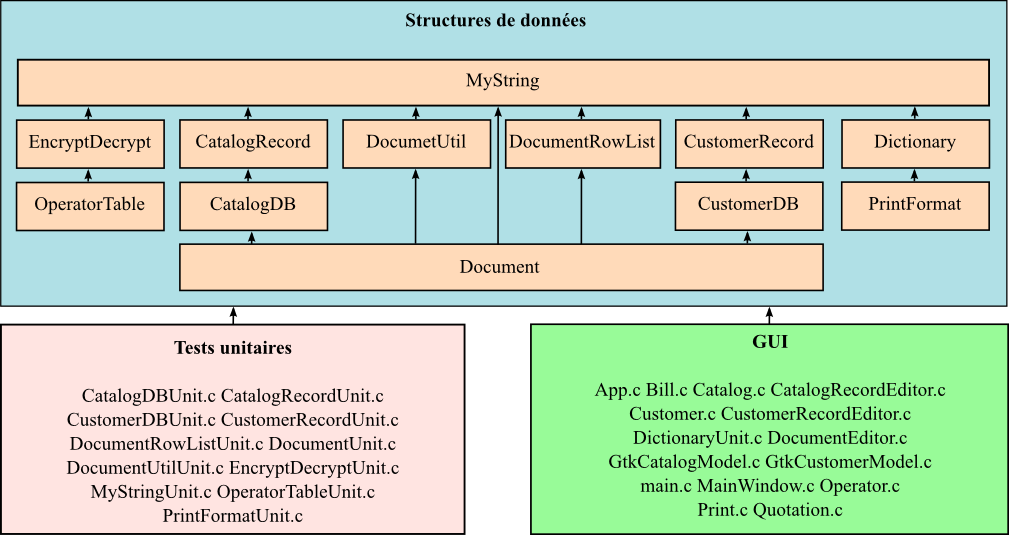 Structures de données
MyString
EncryptDecrypt
CatalogRecord
DocumetUtil
DocumentRowList
CustomerRecord
Dictionary
OperatorTable
CatalogDB
CustomerDB
PrintFormat
Document
Tests unitaires
CatalogDBUnit.c CatalogRecordUnit.c
CustomerDBUnit.c CustomerRecordUnit.c
DocumentRowListUnit.c DocumentUnit.c
DocumentUtilUnit.c EncryptDecryptUnit.c
MyStringUnit.c OperatorTableUnit.c
PrintFormatUnit.c
GUI
App.c Bill.c Catalog.c CatalogRecordEditor.c
Customer.c CustomerRecordEditor.c
DictionaryUnit.c DocumentEditor.c
GtkCatalogModel.c GtkCustomerModel.c
main.c MainWindow.c Operator.c
Print.c Quotation.c